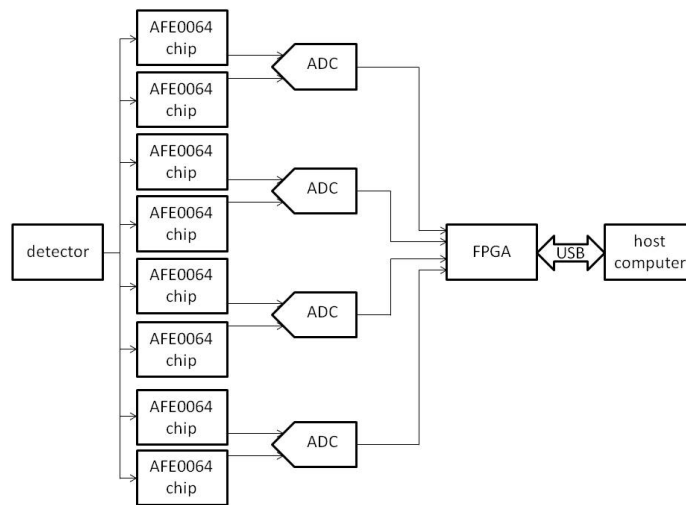 AFE0064
chip
ADC
AFE0064
chip
AFE0064
chip
ADC
AFE0064
chip
detector
FPGA
USB
host
computer
AFE0064
chip
ADC
AFE0064
chip
AFE0064
chip
ADC
AFE0064
chip